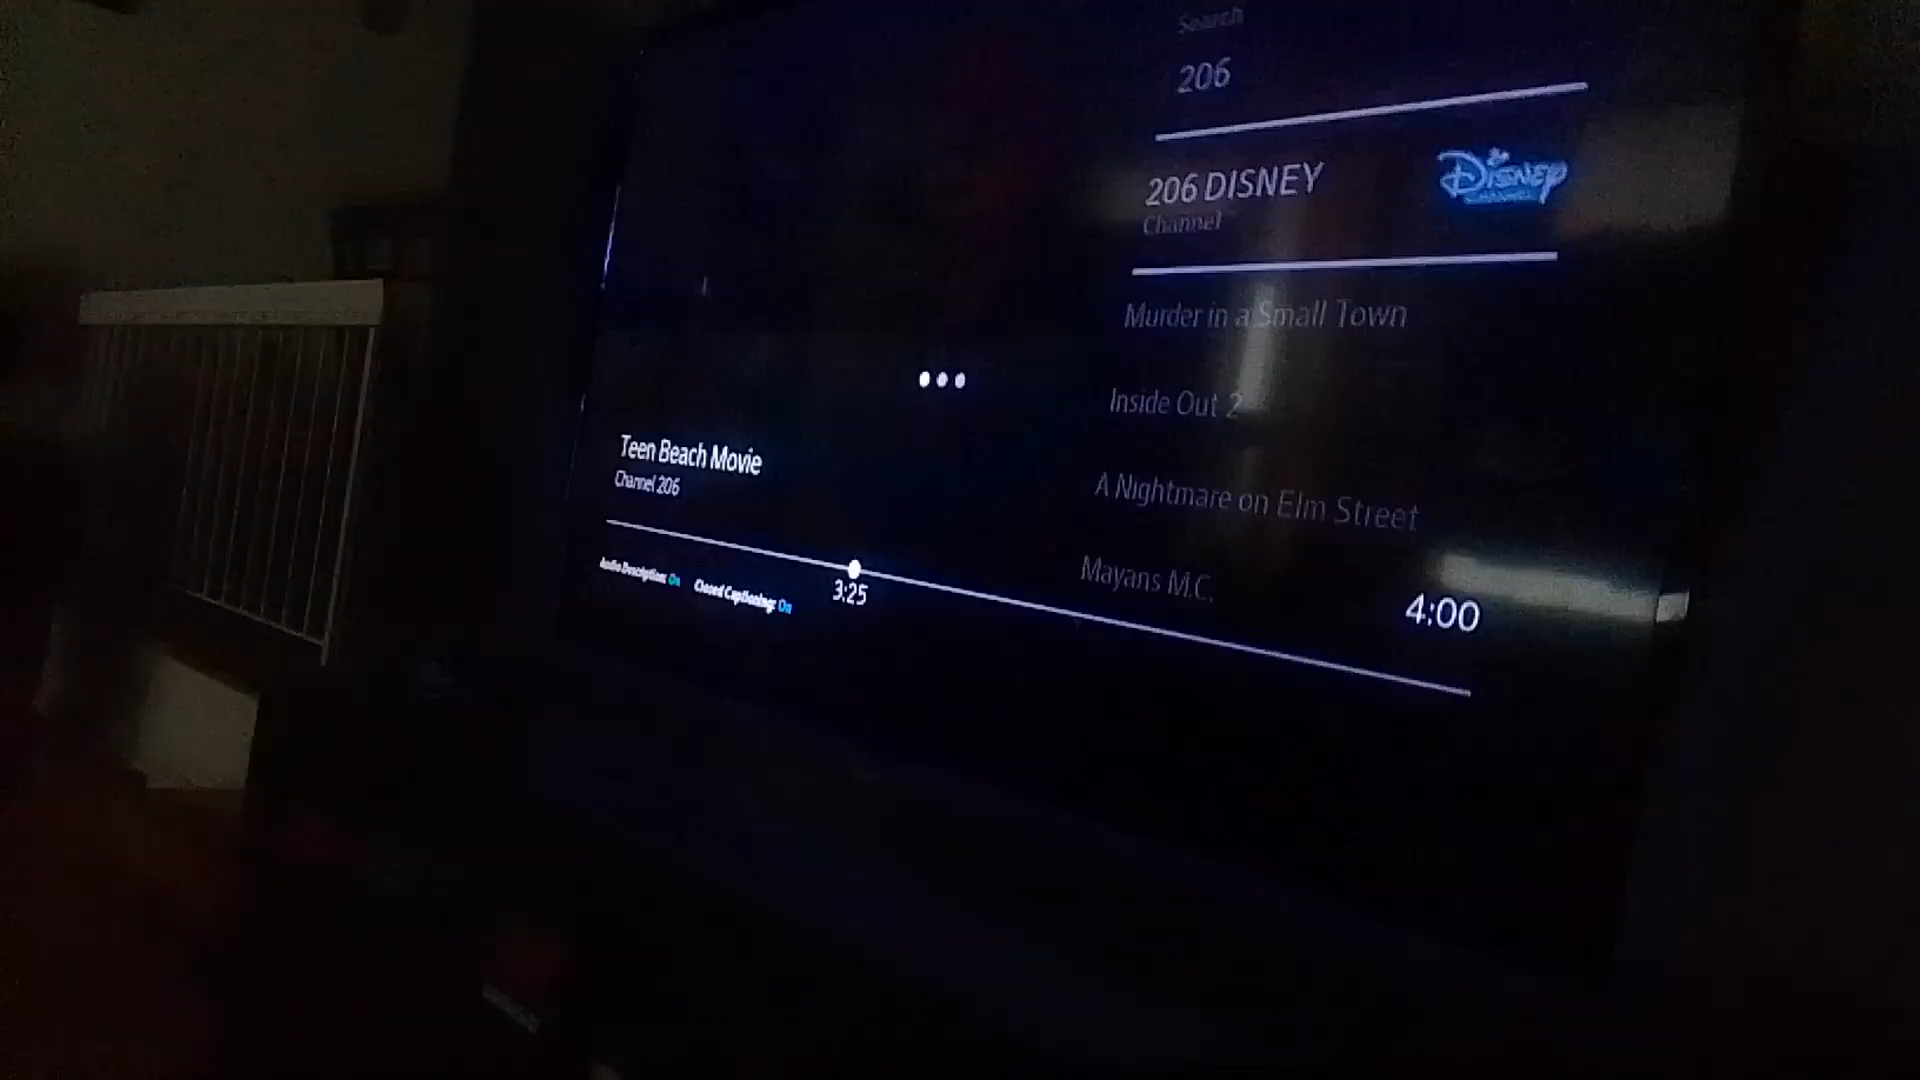 Search
206
206 DISNEY
Channel
DISNEY
CHANNEL
Murder in a Small Town
Inside Out 2
A Nightmare on Elm Street
Mayans M.C.
4:00
Teen Beach Movie
Channel 206
3:25
Audio Description: On Closed Captioning: On